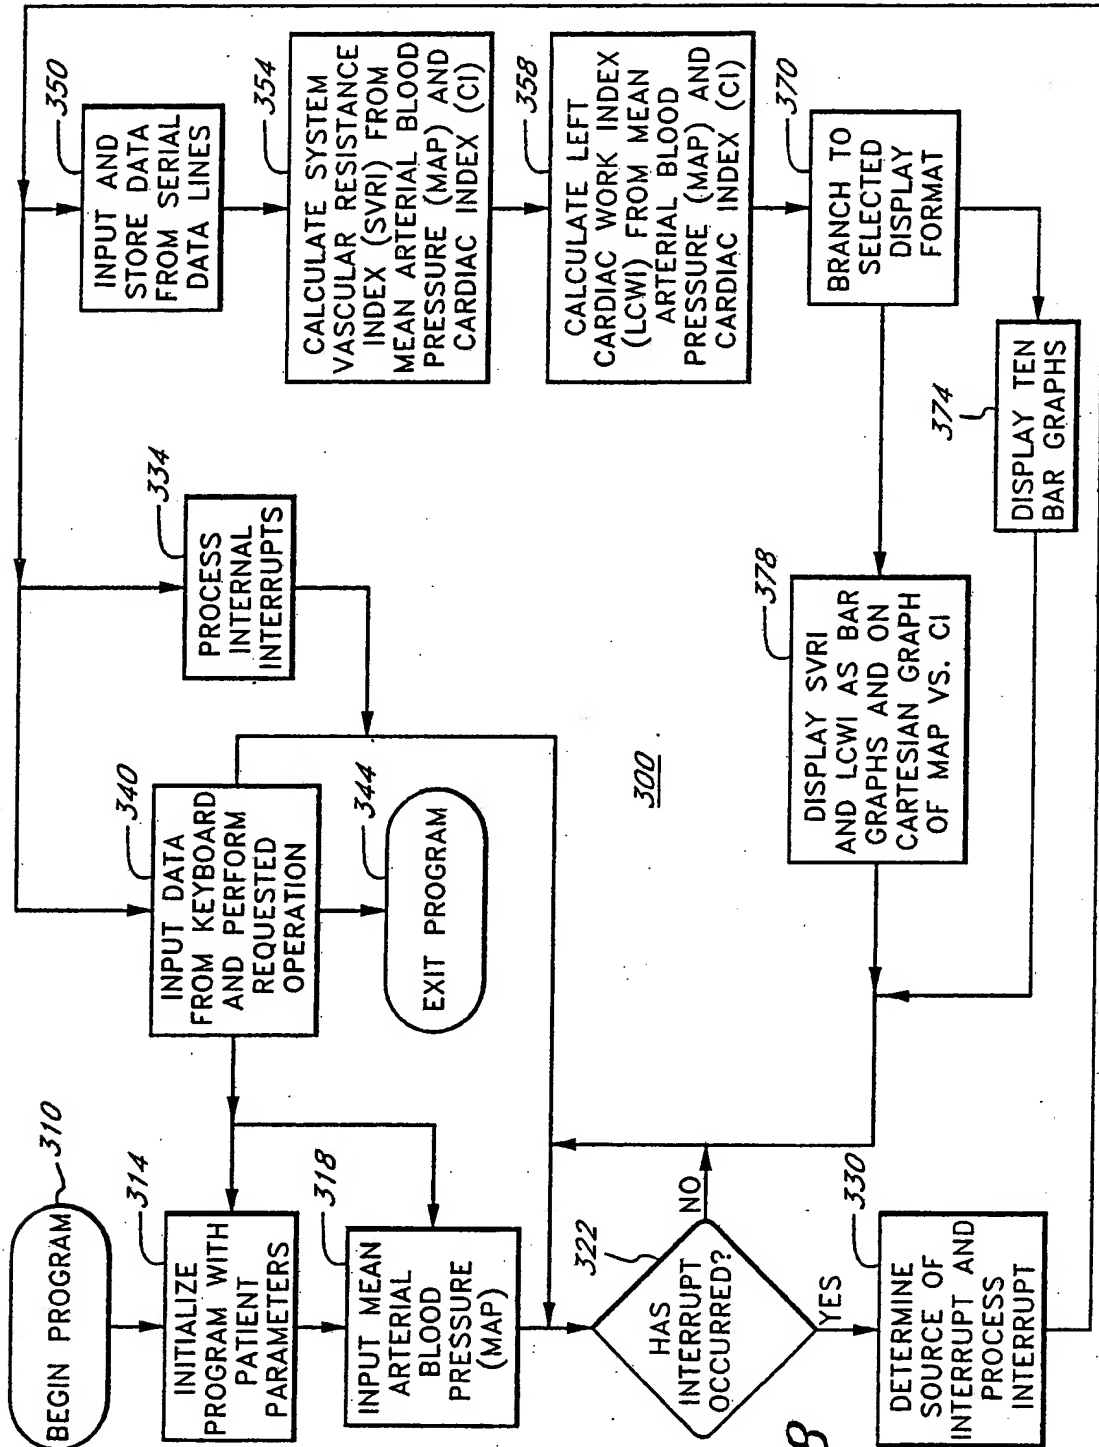 BEGIN PROGRAM
310
314
INITIALIZE
PROGRAM WITH
PATIENT
PARAMETERS
318
INPUT MEAN
ARTERIAL
BLOOD
PRESSURE
(MAP)
322
HAS
INTERRUPT
OCCURRED?
NO
YES
330
DETERMINE
SOURCE OF
INTERRUPT AND
PROCESS
INTERRUPT
8
340
INPUT DATA
FROM KEYBOARD
AND PERFORM
REQUESTED
OPERATION
344
EXIT PROGRAM
334
PROCESS
INTERNAL
INTERRUPTS
300
350
INPUT AND
STORE DATA
FROM SERIAL
DATA LINES
354
CALCULATE SYSTEM
VASCULAR RESISTANCE
INDEX (SVRI) FROM
MEAN ARTERIAL BLOOD
PRESSURE (MAP) AND
CARDIAC INDEX (CI)
358
CALCULATE LEFT
CARDIAC WORK INDEX
(LCWI) FROM MEAN
ARTERIAL BLOOD
PRESSURE (MAP) AND
CARDIAC INDEX (CI)
370
BRANCH TO
SELECTED
DISPLAY
FORMAT
374
DISPLAY TEN
BAR GRAPHS
378
DISPLAY SVRI
AND LCWI AS BAR
GRAPHS AND ON
CARTESIAN GRAPH
OF MAP VS. CI